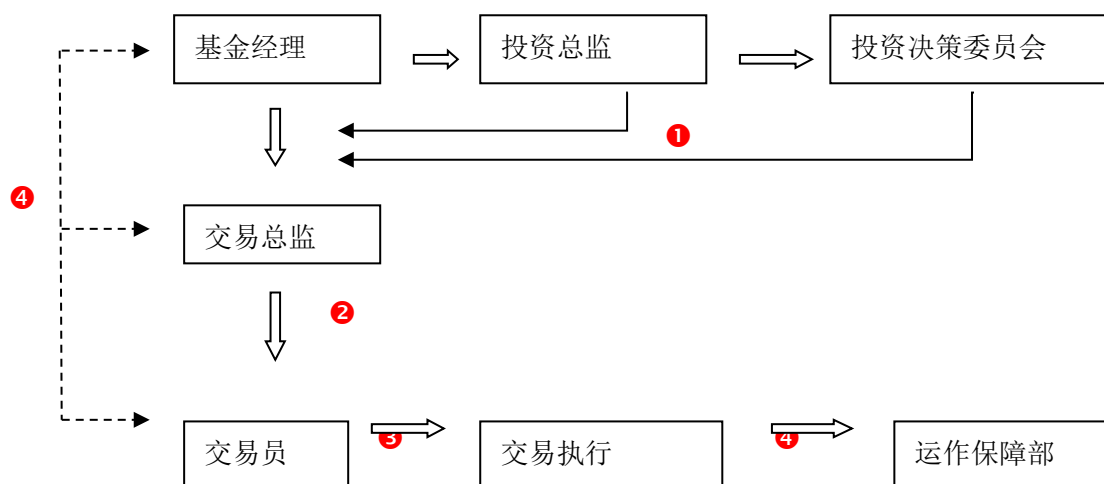 基金经理
投资总监
投资决策委员会
❶
❹
交易总监
❷
交易员
❸
交易执行
❹
运作保障部